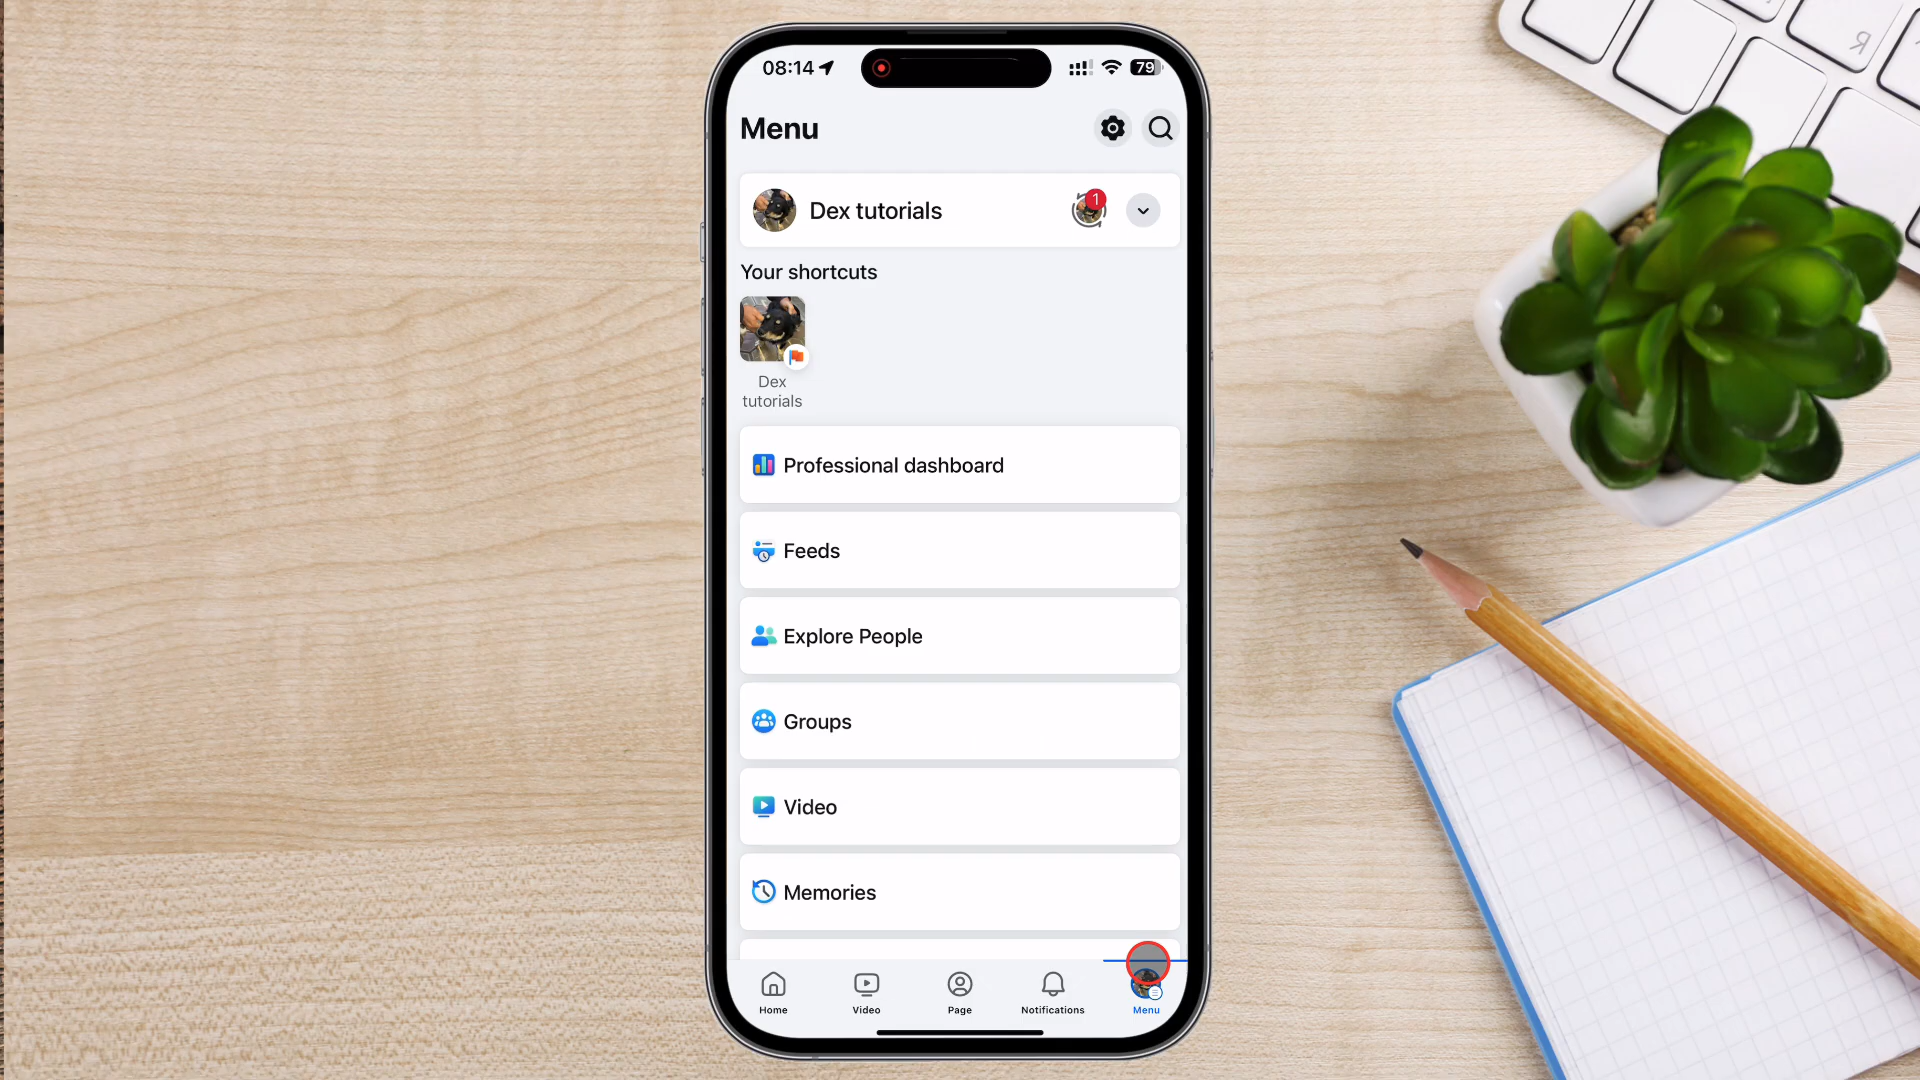 08:14
79
Menu
Dex tutorials
1
Your shortcuts
Dex
tutorials
Professional dashboard
Feeds
Explore People
Groups
Video
Memories
Home
Video
Page
Notifications
Menu
R